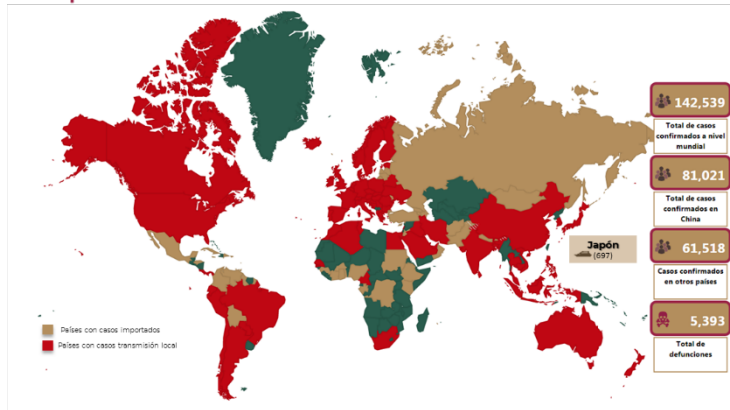 142,539
Total de casos
confirmados a nivel
mundial
81,021
Total de casos
confirmados en
China
Japón
(697)
61,518
Casos confirmados
en otros países
5,393
Total de
defunciones
Países con casos importados
Países con casos transmisión local